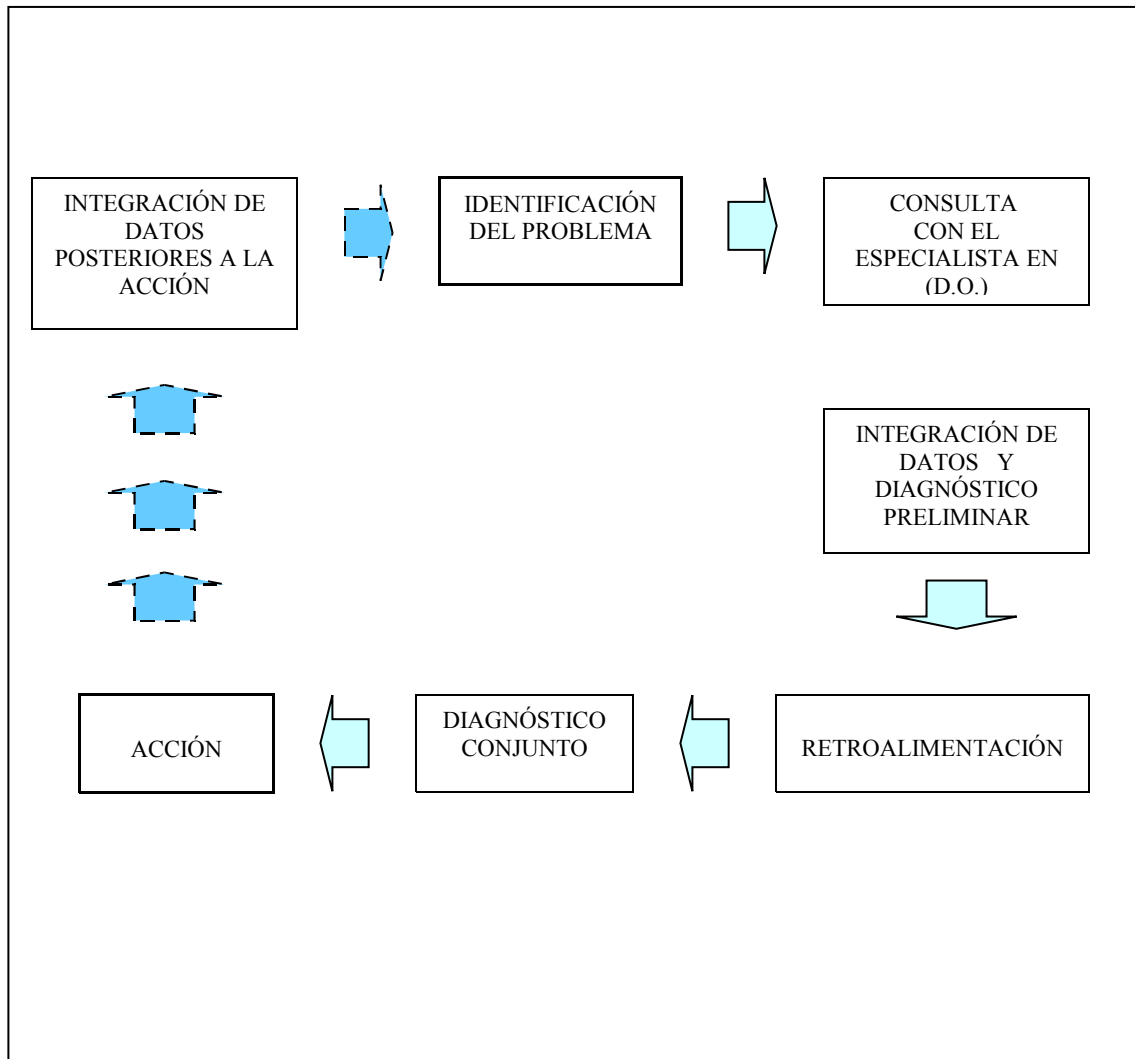 INTEGRACIÓN DE
DATOS
POSTERIORES A LA
ACCIÓN
IDENTIFICACIÓN
DEL PROBLEMA
CONSULTA
CON EL
ESPECIALISTA EN
(D.O.)
INTEGRACIÓN DE
DATOS Y
DIAGNÓSTICO
PRELIMINAR
ACCIÓN
DIAGNÓSTICO
CONJUNTO
RETROALIMENTACIÓN